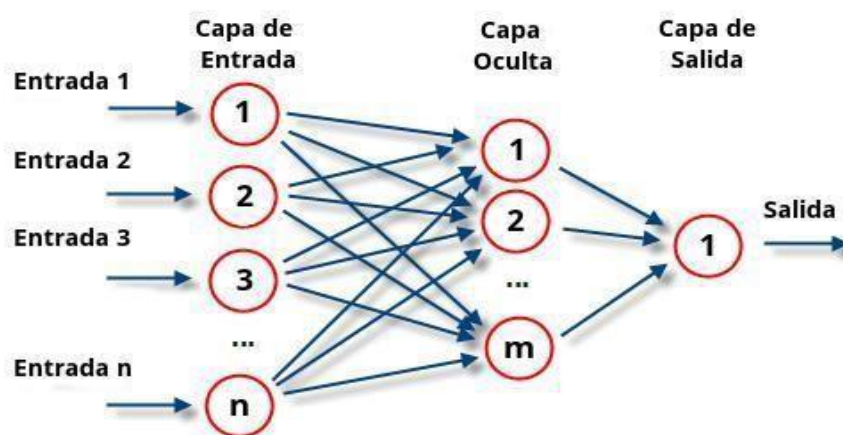 Capa de
Entrada
Capa
Oculta
Capa de
Salida
Entrada 1
1
Entrada 2
2
Entrada 3
3
...
Entrada n
n
1
2
...
m
1
Salida